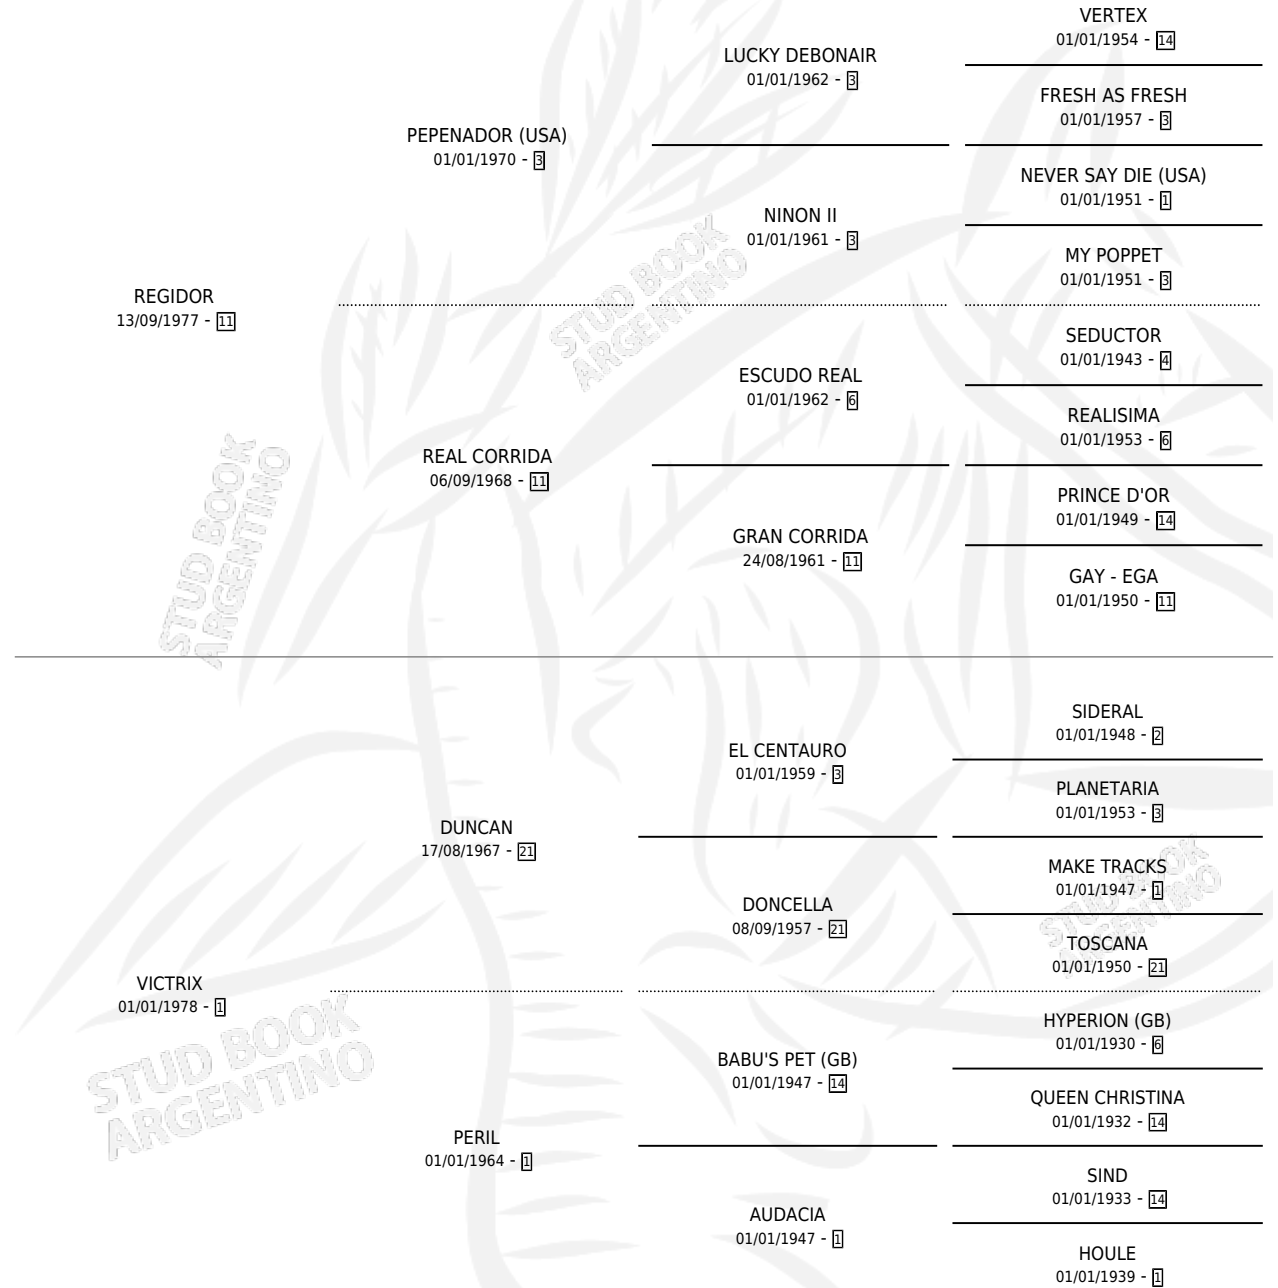 VERTEX
01/01/1954 - 14
LUCKY DEBONAIR
01/01/1962 - 3
FRESH AS FRESH
01/01/1957 - 3
PEPENADOR (USA)
01/01/1970 - 3
NEVER SAY DIE (USA)
01/01/1951 - 1
NINON II
01/01/1961 - 3
MY POPPET
01/01/1951 - 3
REGIDOR
13/09/1977 - 11
SEDUCTOR
01/01/1943 - 4
ESCUDO REAL
01/01/1962 - 6
REALISIMA
01/01/1953 - 6
REAL CORRIDA
06/09/1968 - 11
PRINCE D'OR
01/01/1949 - 14
GRAN CORRIDA
24/08/1961 - 11
GAY - EGA
01/01/1950 - 11
SIDERAL
01/01/1948 - 2
EL CENTAURO
01/01/1959 - 3
PLANETARIA
01/01/1953 - 3
DUNCAN
17/08/1967 - 21
MAKE TRACKS
01/01/1947 - 1
DONCELLA
08/09/1957 - 21
TOSCANA
01/01/1950 - 21
VICTRIX
01/01/1978 - 1
HYPERION (GB)
01/01/1930 - 6
BABU'S PET (GB)
01/01/1947 - 14
QUEEN CHRISTINA
01/01/1932 - 14
PERIL
01/01/1964 - 1
SIND
01/01/1933 - 14
AUDACIA
01/01/1947 - 1
HOULE
01/01/1939 - 1
STUD BOOK
ARGENTINO
STUD BOOK
ARGENTINO
STUD BOOK
ARGENTINO
STUD BOOK
ARGENTINO